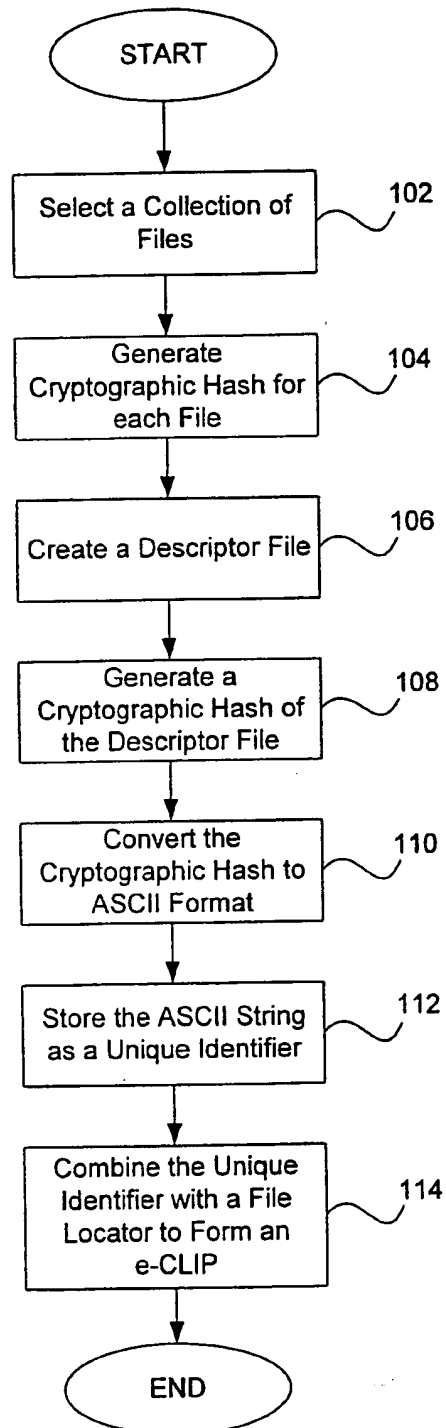 START
Select a Collection of
Files
102
Generate
Cryptographic Hash for
each File
104
Create a Descriptor File
106
Generate a
Cryptographic Hash of
the Descriptor File
108
Convert the
Cryptographic Hash to
ASCII Format
110
Store the ASCII String
as a Unique Identifier
112
Combine the Unique
Identifier with a File
Locator to Form an
e-CLIP
114
END